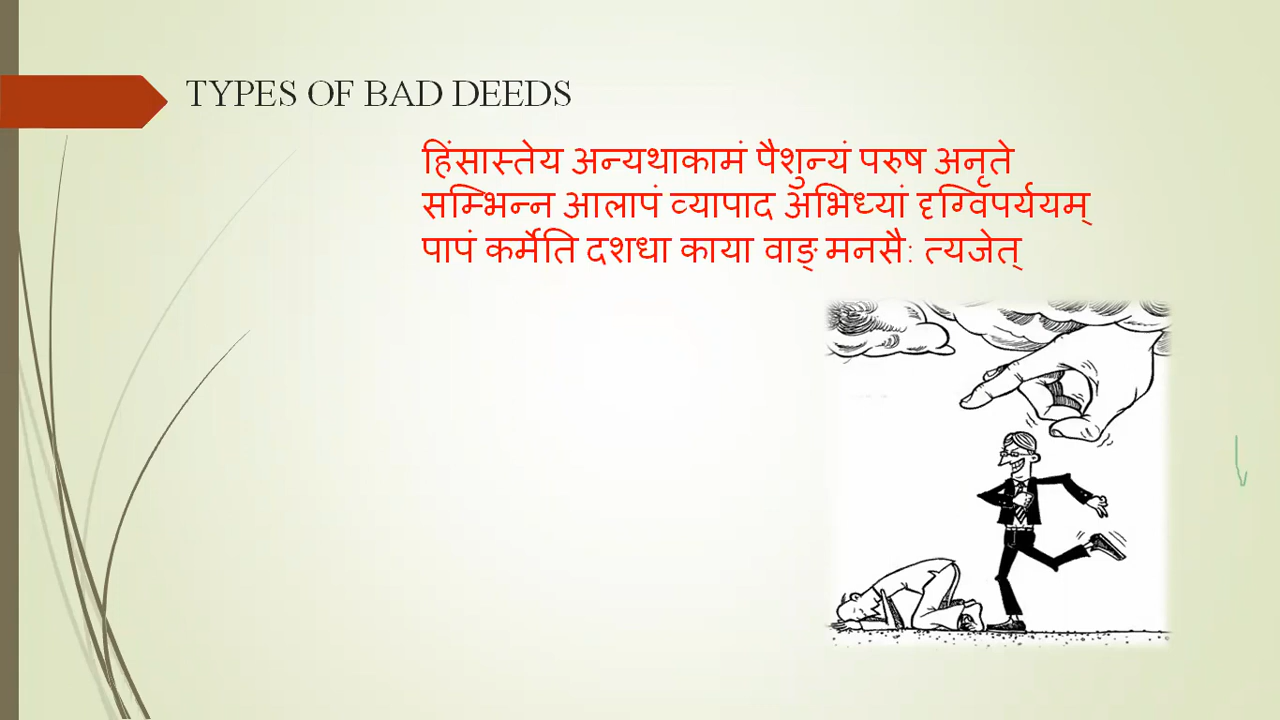 TYPES OF BAD DEEDS
हिंसास्तेय अन्यथाकामं पैशुन्यं परुष अनृते
सम्भिन्न आलापं व्यापाद अभिध्यां दृग्विपर्ययम्
पापं कर्मेति दशधा काया वाङ् मनसै: त्यजेत्